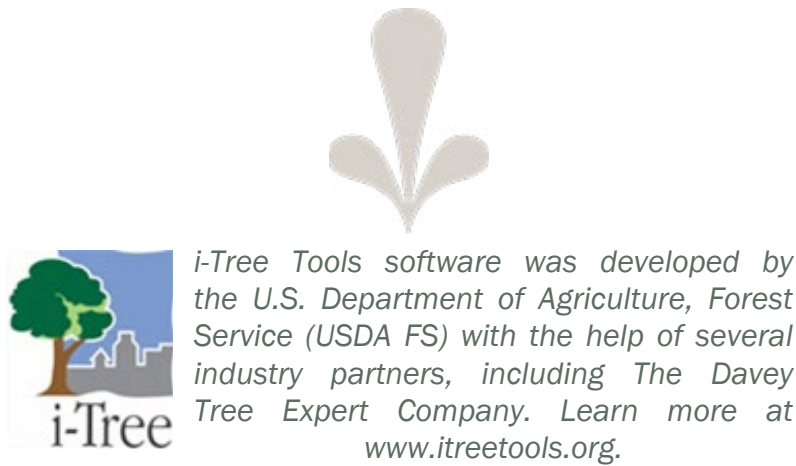 i-Tree Tools software was developed by
the U.S. Department of Agriculture, Forest
Service (USDA FS) with the help of several
industry partners, including The Davey
Tree Expert Company. Learn more at
www.itreetools.org.
i-Tree